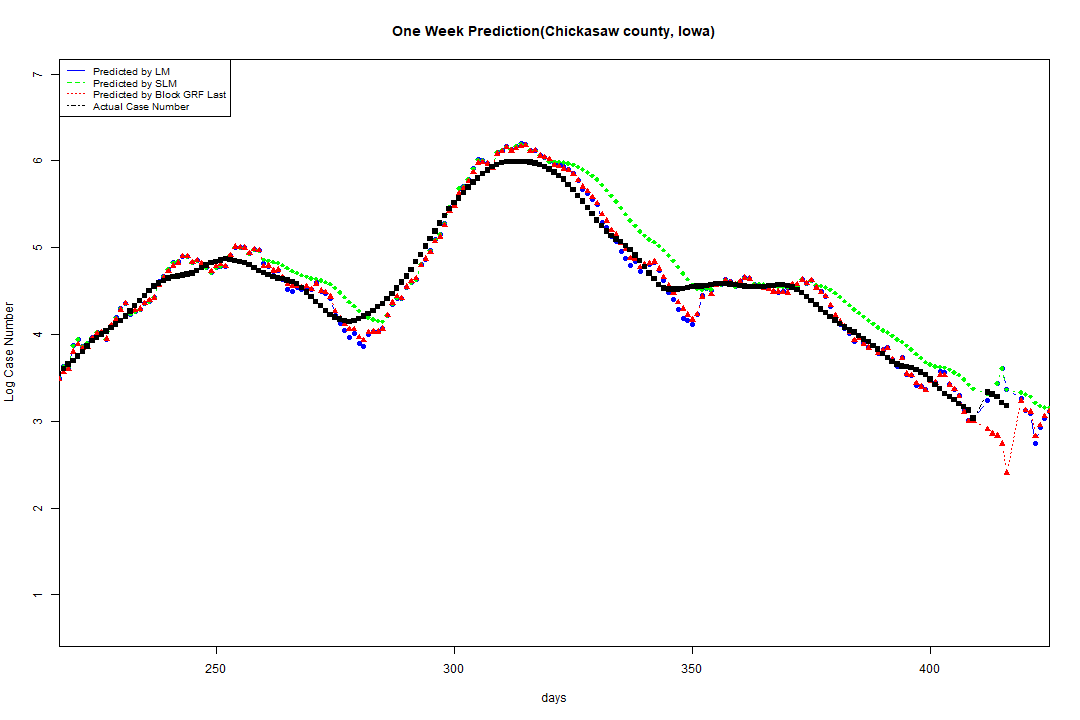 One Week Prediction(Chickasaw county, Iowa)
Predicted by LM
Predicted by SLM
Predicted by Block GRF Last
Actual Case Number
7
6
5
4
3
2
1
Log Case Number
250 300 350 400
days